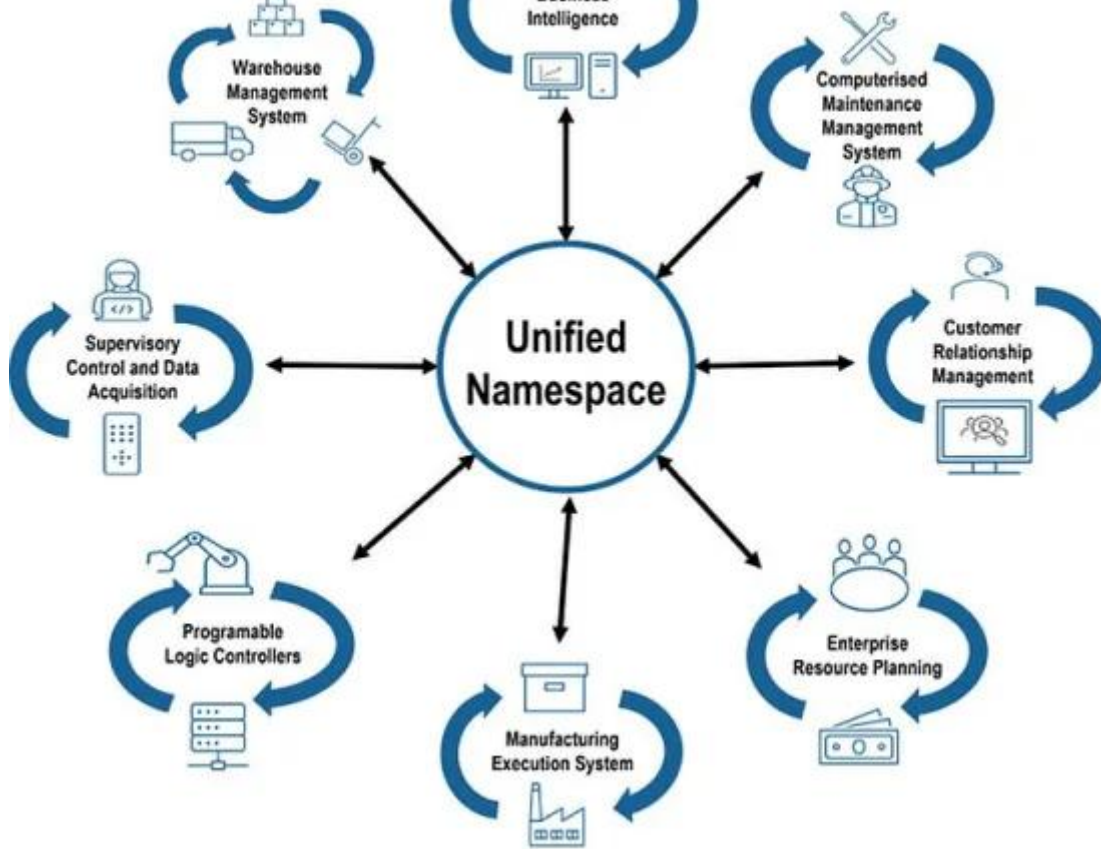 Intelligence
Warehouse
Management
System
Computerised
Maintenance
Management
System
Supervisory
Control and Data
Acquisition
</>
Unified
Namespace
Customer
Relationship
Management
Programable
Logic Controllers
Enterprise
Resource Planning
Manufacturing
Execution System